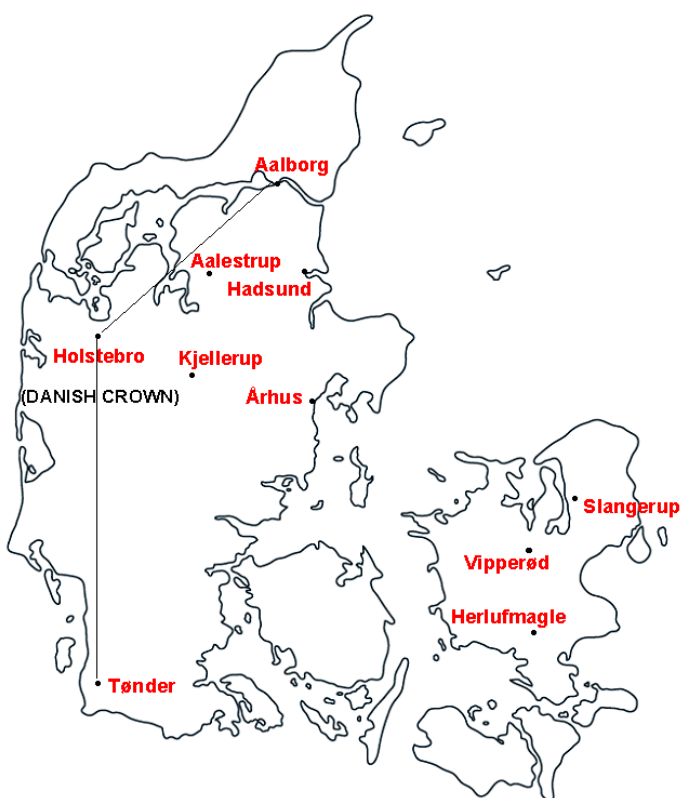 Aalborg
Aalestrup
Hadsund
Holstebro
Kjellerup
(DANISH CROWN)
Århus
Slangerup
Vipperød
Herlufmagle
Tønder